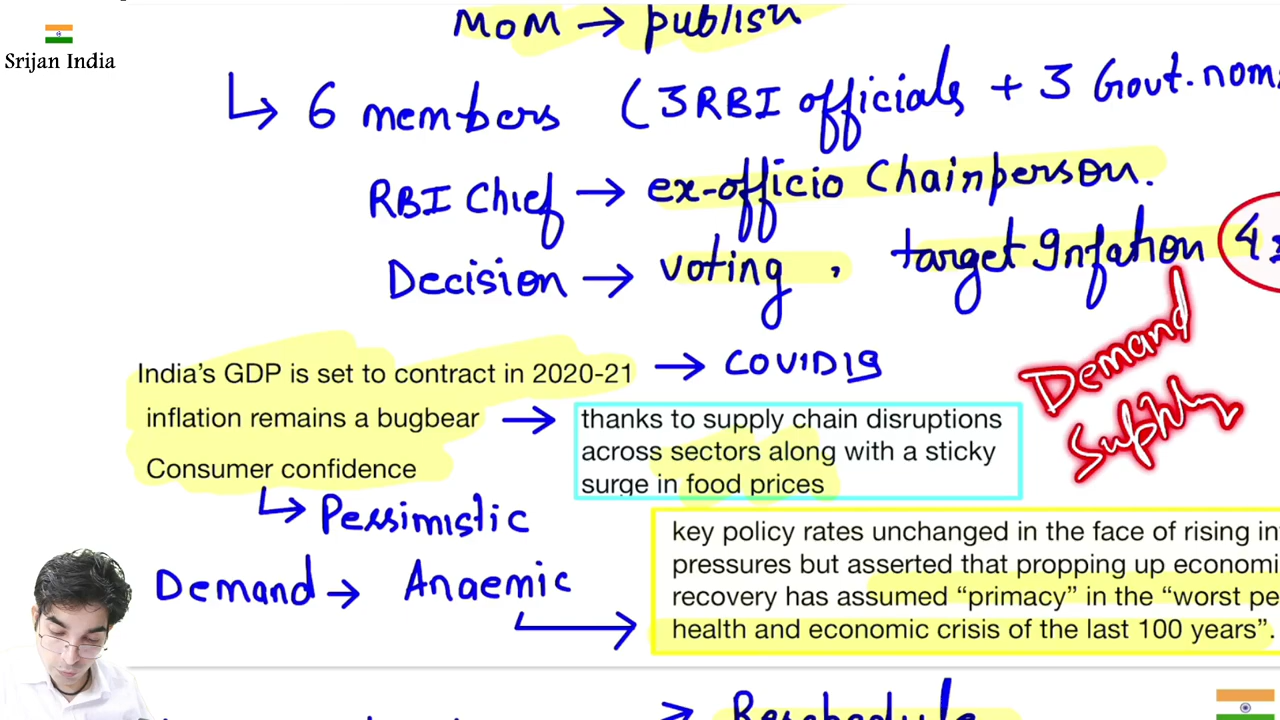 MOM → publish
Srijan India
↳ 6 members (3 RBI officials + 3 Govt. nom
RBI Chief → ex-officio Chairperson.
Decision → voting, target Inflation 4
Demand
Supply
India's GDP is set to contract in 2020-21 → COVID19
inflation remains a bugbear → thanks to supply chain disruptions
across sectors along with a sticky
surge in food prices
Consumer confidence
↳ Pessimistic
Demand → Anaemic
key policy rates unchanged in the face of rising in
pressures but asserted that propping up economi
recovery has assumed “primacy” in the “worst pe
health and economic crisis of the last 100 years”.
→ Reschedule